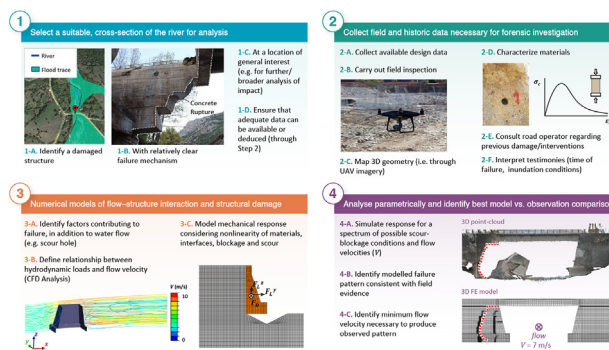 1
Select a suitable, cross-section of the river for analysis
River
Flood trace
Concrete
Rupture
1-A. Identify a damaged
structure
1-B. With relatively clear
failure mechanism
1-C. At a location of
general interest
(e.g. for further/
broader analysis of
impact)
1-D. Ensure that
adequate data can
be available or
deduced (through
Step 2)
2
Collect field and historic data necessary for forensic investigation
2-A. Collect available design data
2-B. Carry out field inspection
2-C. Map 3D geometry (i.e. through
UAV imagery)
2-D. Characterize materials
σc
ε
2-E. Consult road operator regarding
previous damage/interventions
2-F. Interpret testimonies (time of
failure, inundation conditions)
3
Numerical models of flow–structure interaction and structural damage
3-A. Identify factors contributing to
failure, in addition to water flow
(e.g. scour hole)
3-B. Define relationship between
hydrodynamic loads and flow velocity
(CFD Analysis)
V (m/s)
10
0
z
y
x
3-C. Model mechanical response
considering nonlinearity of materials,
interfaces, blockage and scour
4
Analyse parametrically and identify best model vs. observation compariso
4-A. Simulate response for a
spectrum of possible scour-
blockage conditions and flow
velocities (V)
4-B. Identify modelled failure
pattern consistent with field
evidence
4-C. Identify minimum flow
velocity necessary to produce
observed pattern
3D point-cloud
3D FE model
flow
V = 7 m/s